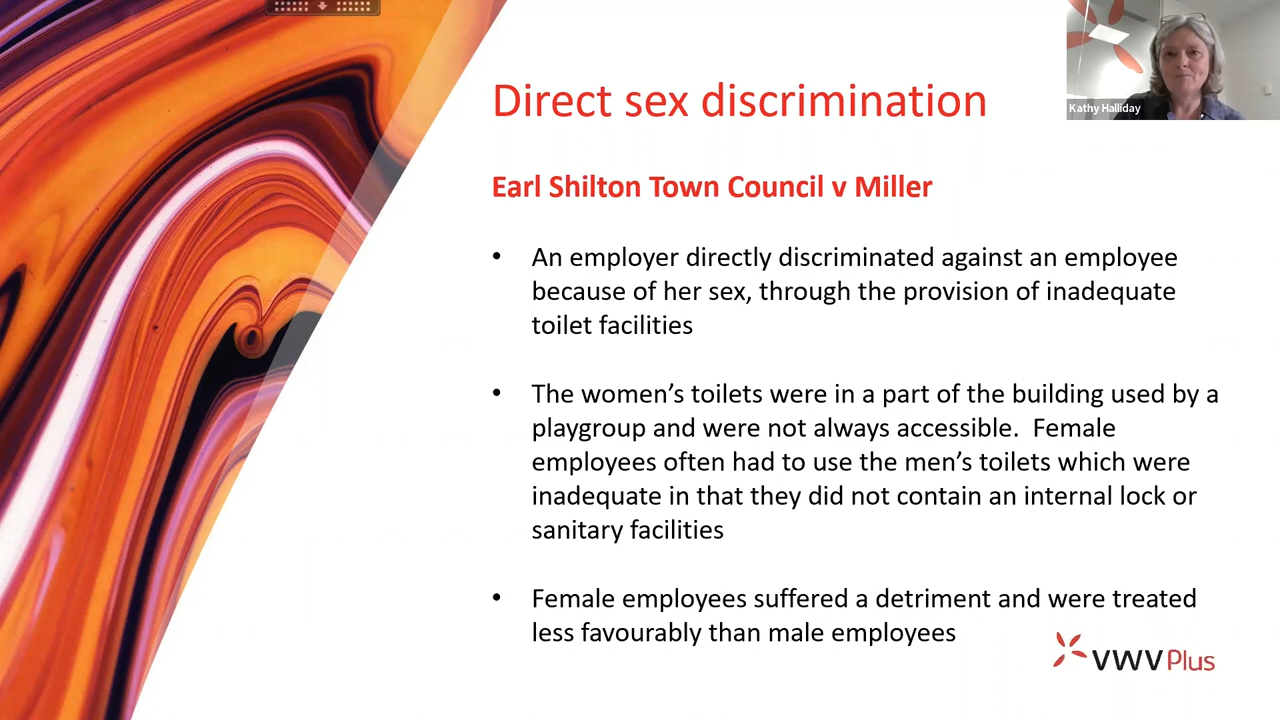 Direct sex discrimination
Kathy Halliday
Earl Shilton Town Council v Miller
• An employer directly discriminated against an employee
because of her sex, through the provision of inadequate
toilet facilities
• The women’s toilets were in a part of the building used by a
playgroup and were not always accessible.  Female
employees often had to use the men’s toilets which were
inadequate in that they did not contain an internal lock or
sanitary facilities
• Female employees suffered a detriment and were treated
less favourably than male employees
VWV Plus